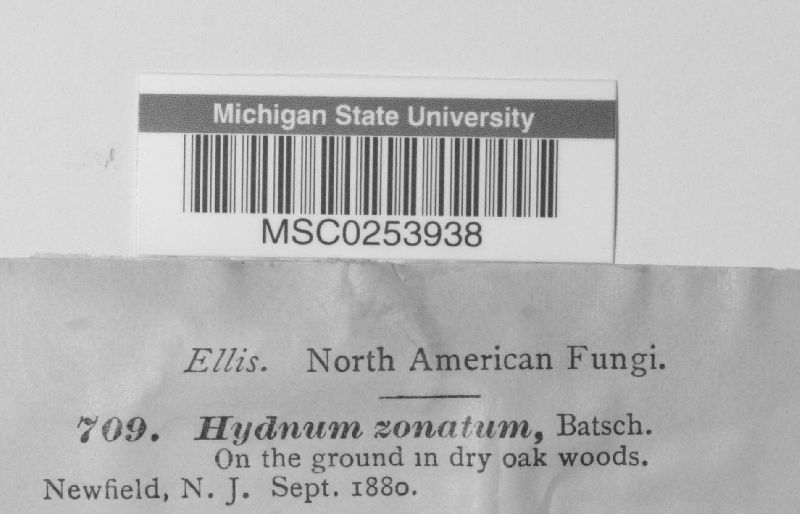 Michigan State University
MSC0253938
Ellis. North American Fungi.
709. Hydnum zonatum, Batsch.
On the ground in dry oak woods.
Newfield, N. J. Sept. 1880.